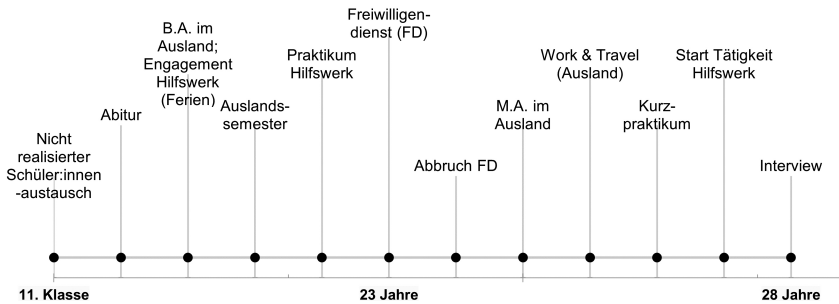 Nicht
realisierter
Schüler:innen
-austausch
Abitur
B.A. im
Ausland;
Engagement
Hilfswerk
(Ferien)
Auslands-
semester
Praktikum
Hilfswerk
Freiwilligen-
dienst (FD)
Abbruch FD
M.A. im
Ausland
Work & Travel
(Ausland)
Kurz-
praktikum
Start Tätigkeit
Hilfswerk
Interview
11. Klasse
23 Jahre
28 Jahre